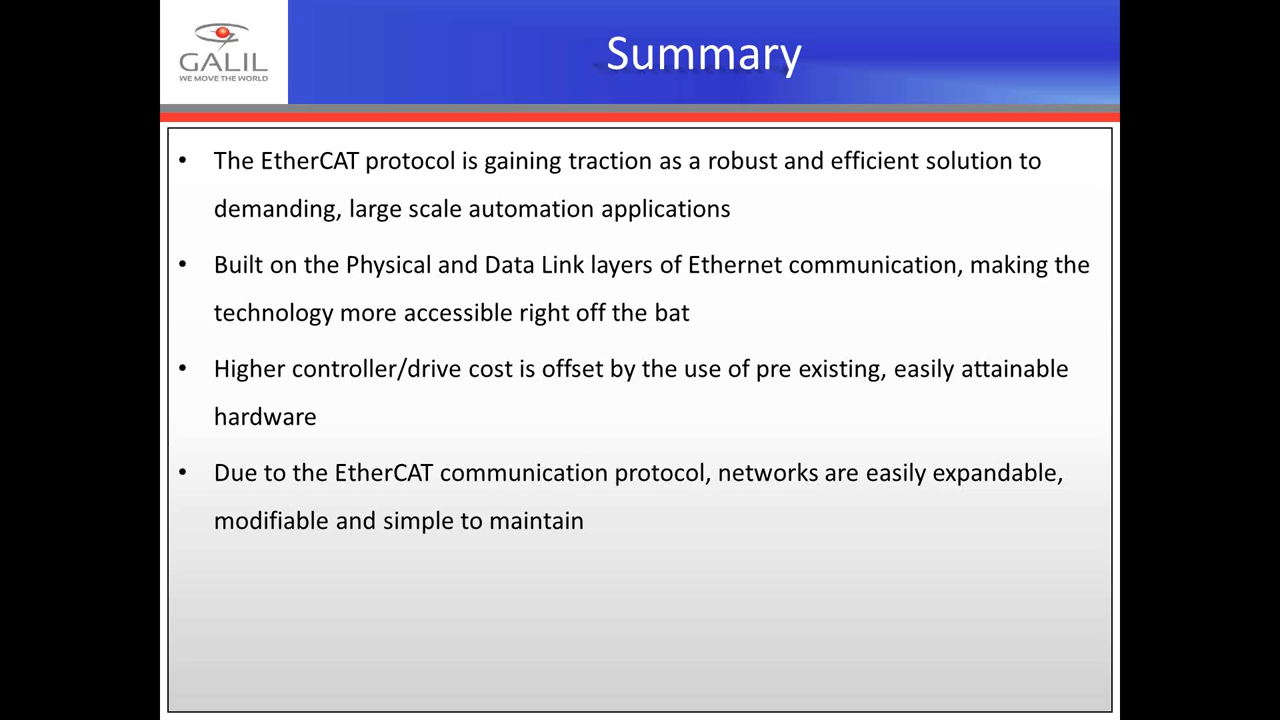 GALIL
WE MOVE THE WORLD
Summary
• The EtherCAT protocol is gaining traction as a robust and efficient solution to
demanding, large scale automation applications
• Built on the Physical and Data Link layers of Ethernet communication, making the
technology more accessible right off the bat
• Higher controller/drive cost is offset by the use of pre existing, easily attainable
hardware
• Due to the EtherCAT communication protocol, networks are easily expandable,
modifiable and simple to maintain